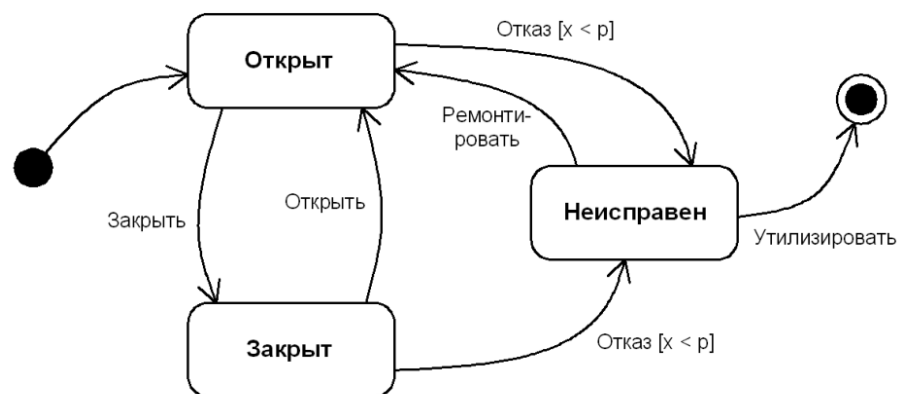 Отказ [x < p]
Открыт
Ремонти-
ровать
Закрыть
Открыть
Неисправен
Утилизировать
Закрыт
Отказ [x < p]